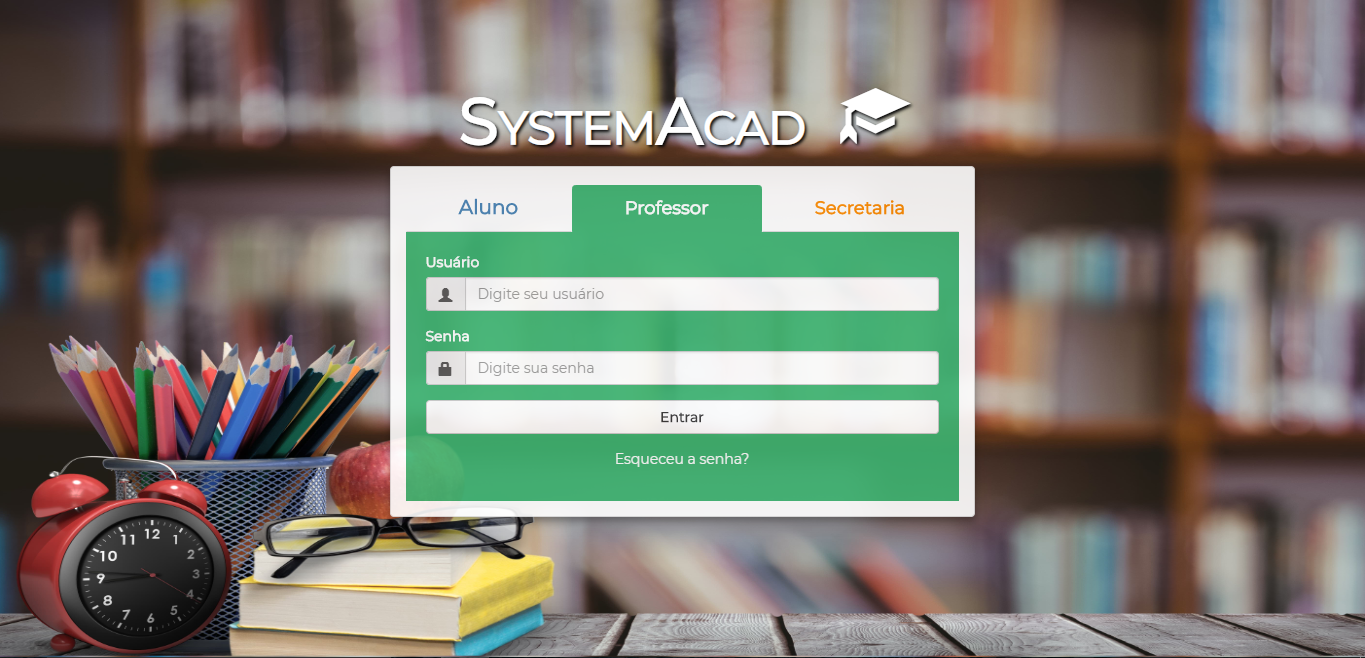 SYSTEMACAD
Aluno
Professor
Secretaria
Usuário
Digite seu usuário
Senha
Digite sua senha
Entrar
Esqueceu a senha?
12
11
1
10
2
9
3
8
4
7
5
6